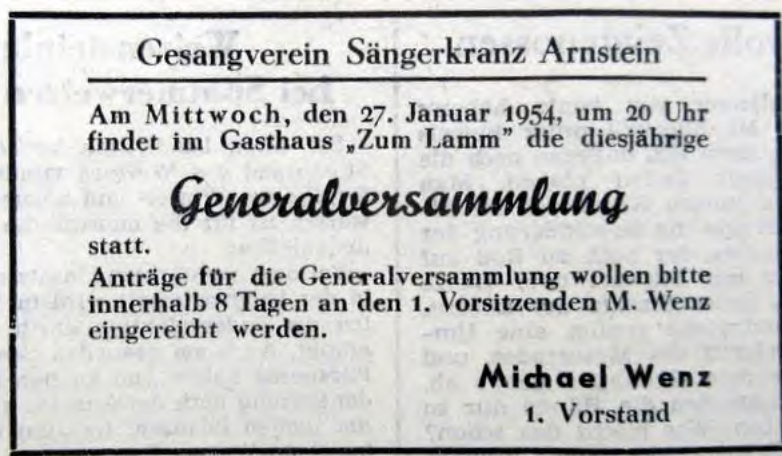 Gesangverein Sängerkranz Arnstein
Am Mittwoch, den 27. Januar 1954, um 20 Uhr
findet im Gasthaus „Zum Lamm" die diesjährige
Generalversammlung
statt.
Anträge für die Generalversammlung wollen bitte
innerhalb 8 Tagen an den 1. Vorsitzenden M. Wenz
eingereicht werden.
Michael Wenz
1. Vorstand